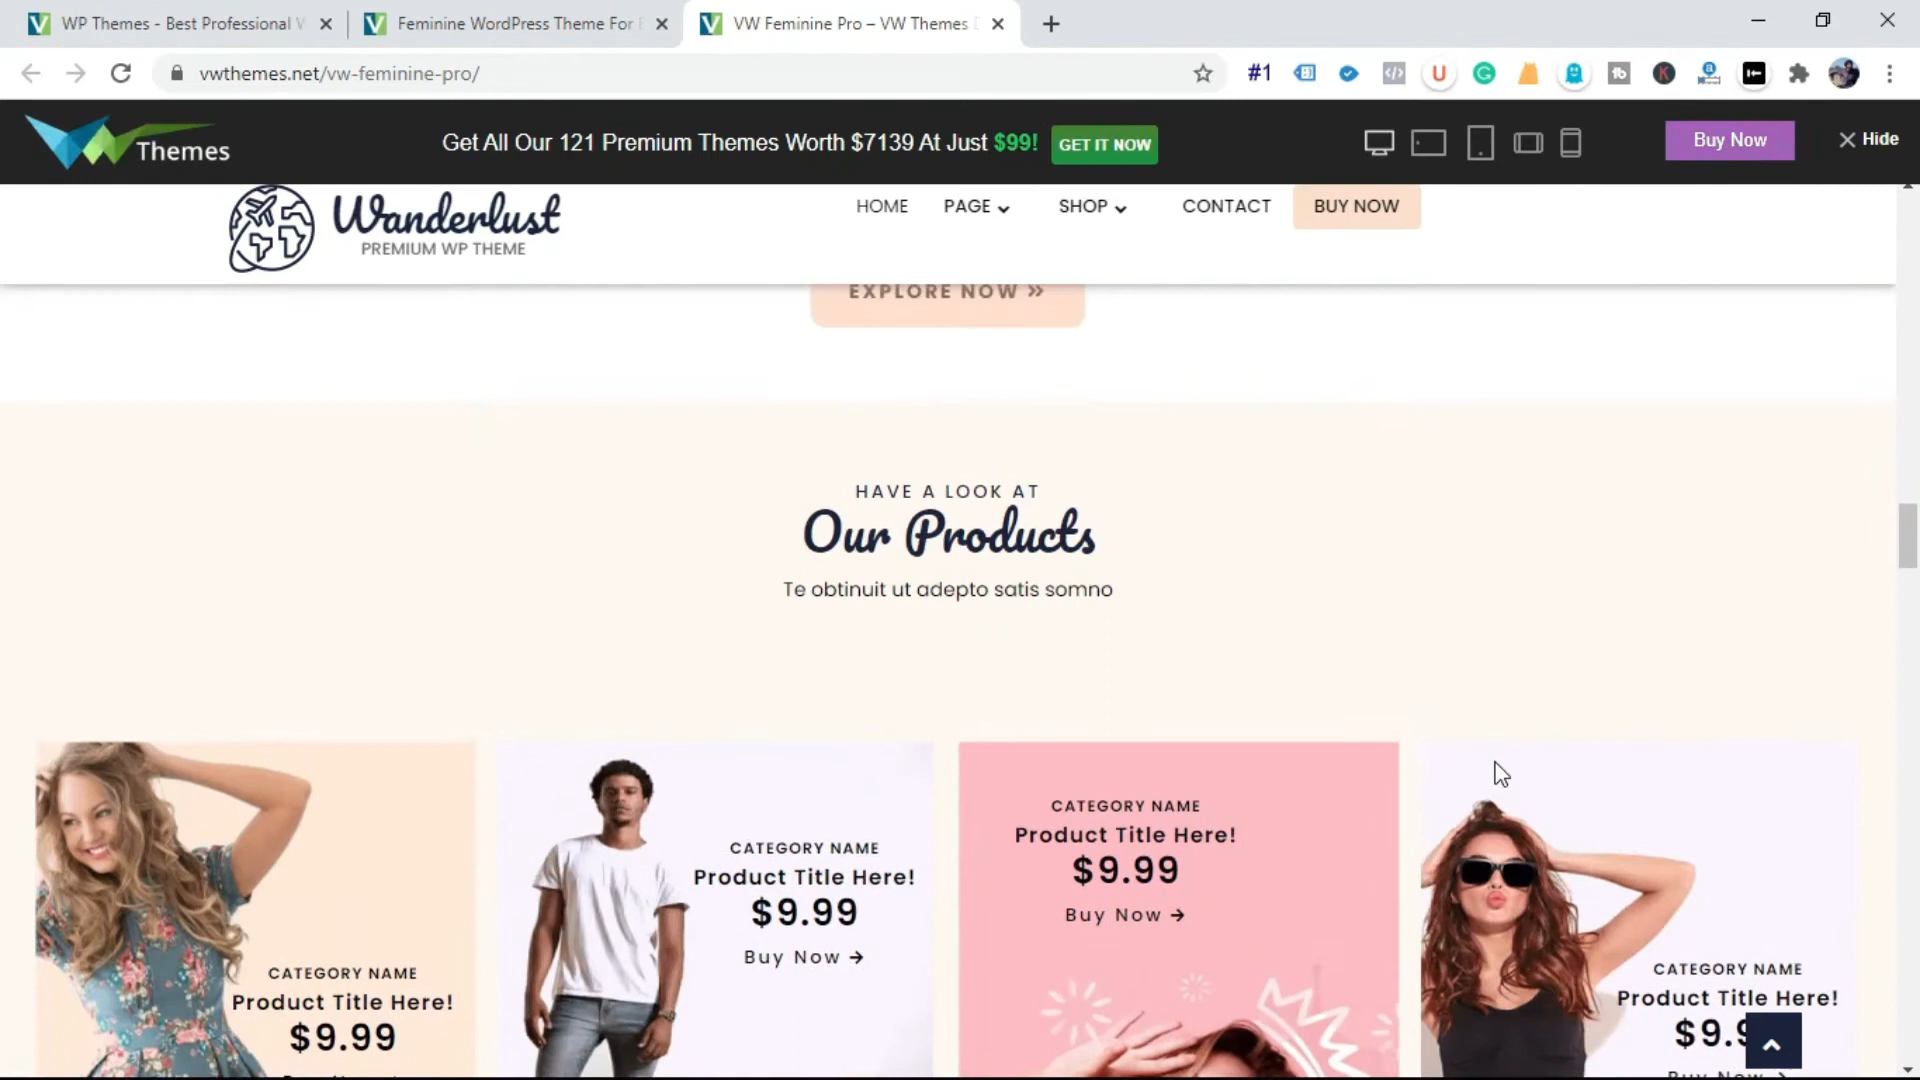 WP Themes - Best Professional W
Feminine WordPress Theme For
VW Feminine Pro – VW Themes
vwthemes.net/vw-feminine-pro/
#1
Themes
Get All Our 121 Premium Themes Worth $7139 At Just $99!
GET IT NOW
Buy Now
Hide
Wanderlust
PREMIUM WP THEME
HOME
PAGE
SHOP
CONTACT
BUY NOW
EXPLORE NOW »
HAVE A LOOK AT
Our Products
Te obtinuit ut adepto satis somno
CATEGORY NAME
Product Title Here!
$9.99
CATEGORY NAME
Product Title Here!
$9.99
Buy Now →
CATEGORY NAME
Product Title Here!
$9.99
Buy Now →
CATEGORY NAME
Product Title Here!
$9.9
Buy Now